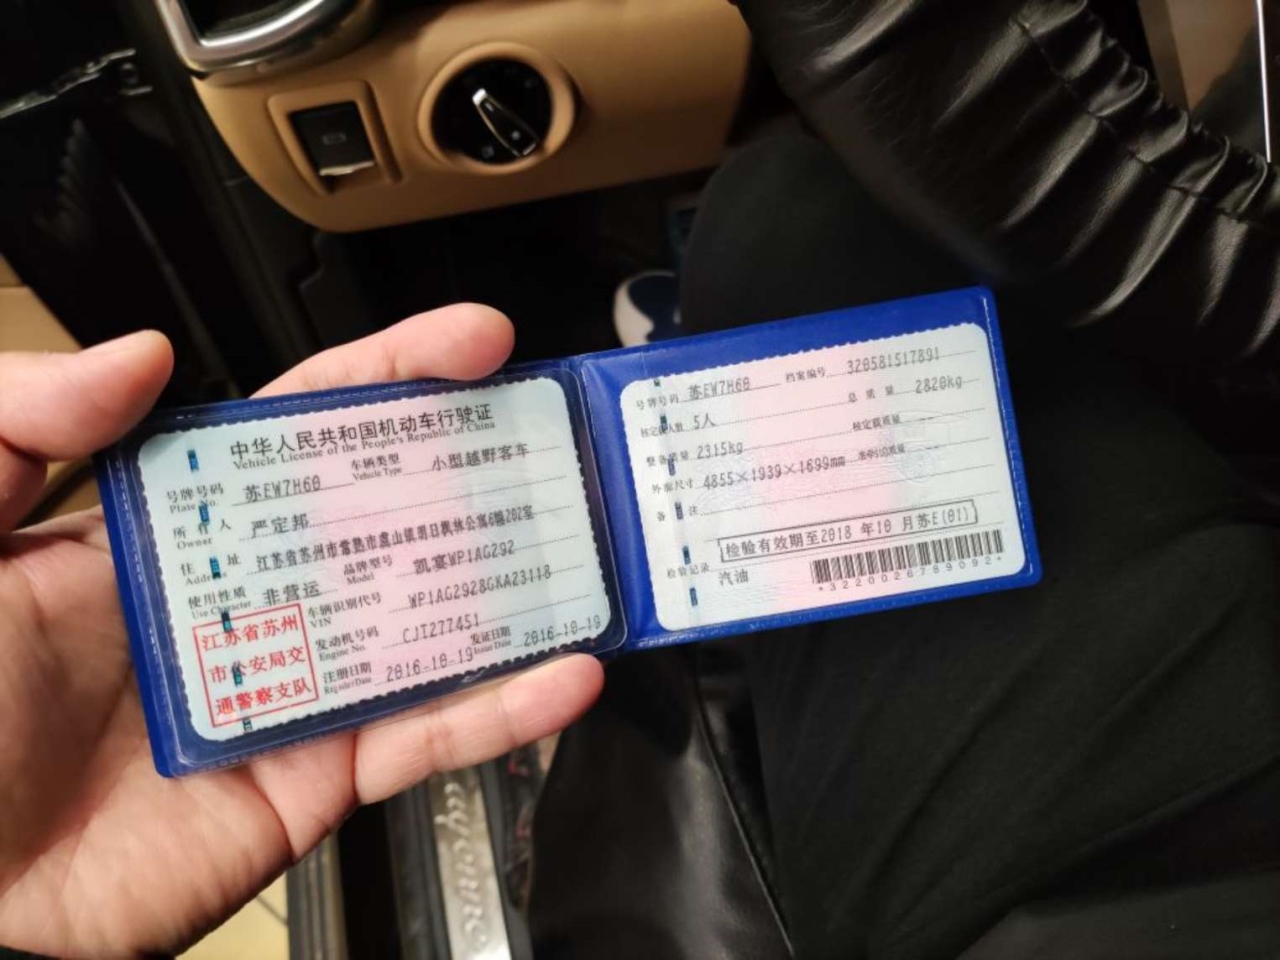 中华人民共和国机动车行驶证
Vehicle License of the People's Republic of China
号牌号码 苏EW7H60 车辆类型 小型越野客车
Plate No. Vehicle Type
所有人 严定邦
Owner
住址 江苏省苏州市常熟市虞山镇明日枫林公寓6幢202室
Address
使用性质 非营运 品牌型号 凯宴WP1AG292
Use Character Model
车辆识别代号 WP1AG2928GKA23118
VIN
发动机号码 CJT277451
Engine No.
注册日期 2016-10-19 发证日期 2016-10-19
Register Date Issue Date
江苏省苏州
市公安局交
通警察支队
号牌号码 苏EW7H60 档案编号 320581517891
核定载人数 5人 总质量 2820kg
整备质量 2315kg 核定载质量
外廓尺寸 4855×1939×1699mm 准牵引总质量
备注
检验有效期至2018年10月苏E(01)
检验记录
汽油
*3220026789092*
cayenne